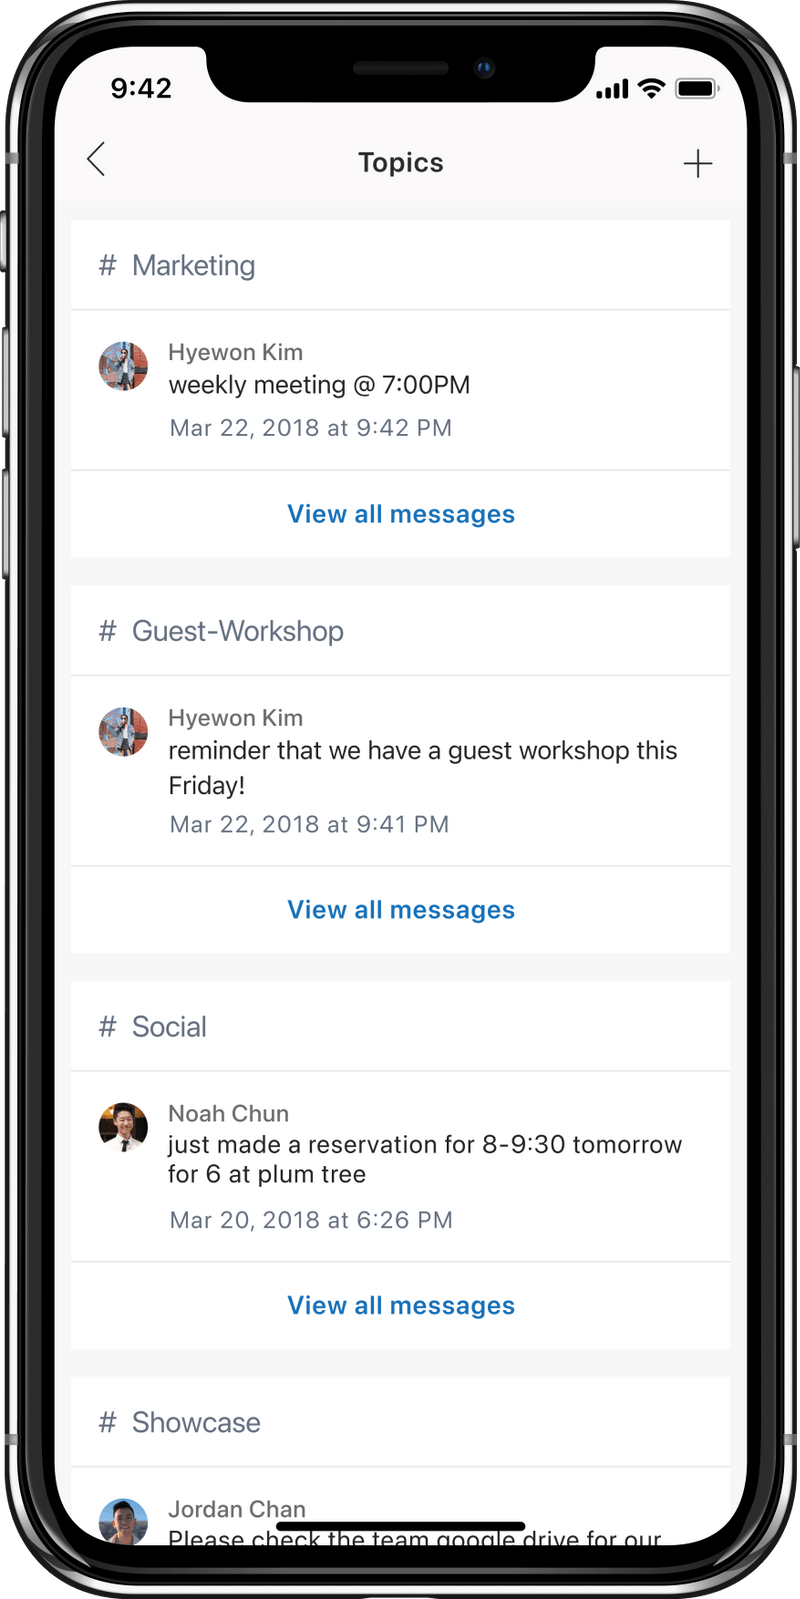 9:42
Topics
# Marketing
Hyewon Kim
weekly meeting @ 7:00PM
Mar 22, 2018 at 9:42 PM
View all messages
# Guest-Workshop
Hyewon Kim
reminder that we have a guest workshop this
Friday!
Mar 22, 2018 at 9:41 PM
View all messages
# Social
Noah Chun
just made a reservation for 8-9:30 tomorrow
for 6 at plum tree
Mar 20, 2018 at 6:26 PM
View all messages
# Showcase
Jordan Chan
Please check the team google drive for our